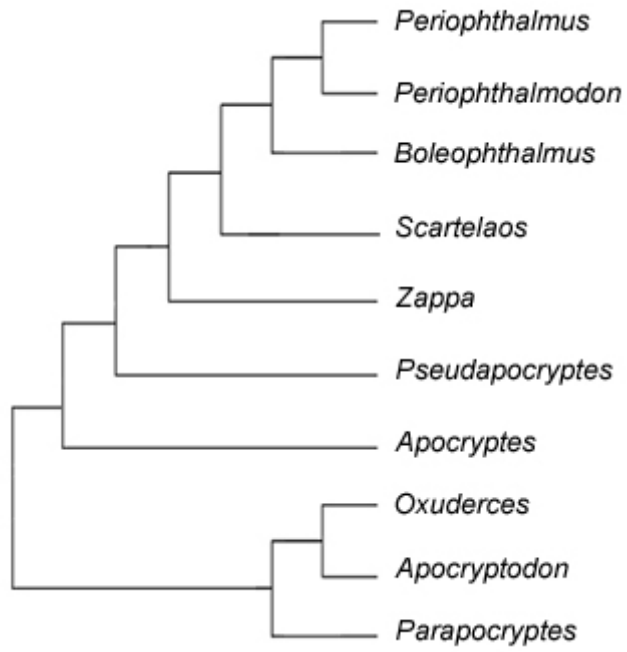 Periophthalmus
Periophthalmodon
Boleophthalmus
Scartelaos
Zappa
Pseudapocryptes
Apocryptes
Oxuderces
Apocryptodon
Parapocryptes